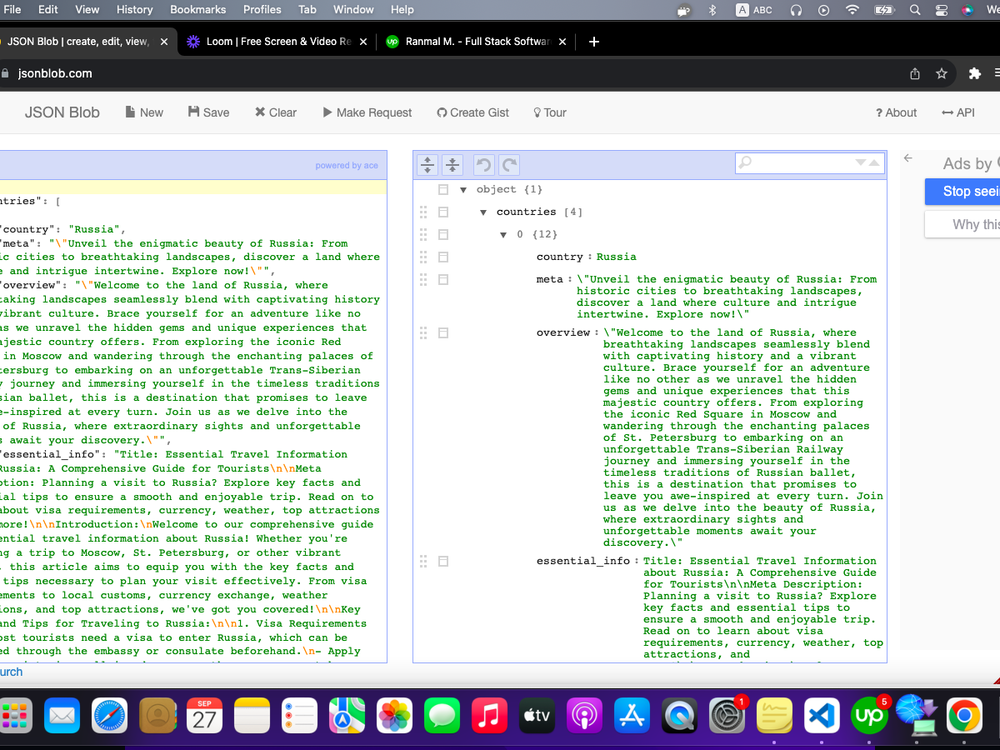 File Edit View History Bookmarks Profiles Tab Window Help A ABC We
JSON Blob | create, edit, view, Loom | Free Screen & Video Re Ranmal M. - Full Stack Softwar
jsonblob.com
JSON Blob New Save Clear Make Request Create Gist Tour ? About API
powered by ace
ntries": [
"country": "Russia",
"meta": "\"Unveil the enigmatic beauty of Russia: From
ic cities to breathtaking landscapes, discover a land where
e and intrigue intertwine. Explore now!\"",
"overview": "\"Welcome to the land of Russia, where
taking landscapes seamlessly blend with captivating history
vibrant culture. Brace yourself for an adventure like no
as we unravel the hidden gems and unique experiences that
ajestic country offers. From exploring the iconic Red
in Moscow and wandering through the enchanting palaces of
tersburg to embarking on an unforgettable Trans-Siberian
y journey and immersing yourself in the timeless traditions
sian ballet, this is a destination that promises to leave
e-inspired at every turn. Join us as we delve into the
of Russia, where extraordinary sights and unforgettable
s await your discovery.\"",
"essential_info": "Title: Essential Travel Information
Russia: A Comprehensive Guide for Tourists\n\nMeta
ption: Planning a visit to Russia? Explore key facts and
ial tips to ensure a smooth and enjoyable trip. Read on to
about visa requirements, currency, weather, top attractions
more!\n\nIntroduction:\nWelcome to our comprehensive guide
ential travel information about Russia! Whether you're
ng a trip to Moscow, St. Petersburg, or other vibrant
, this article aims to equip you with the key facts and
tips necessary to plan your visit effectively. From visa
ements to local customs, currency exchange, weather
ions, and top attractions, we've got you covered!\n\nKey
and Tips for Traveling to Russia:\n\n1. Visa Requirements
ost tourists need a visa to enter Russia, which can be
ed through the embassy or consulate beforehand.\n- Apply
urch
object {1}
countries [4]
0 {12}
country : Russia
meta : \"Unveil the enigmatic beauty of Russia: From
historic cities to breathtaking landscapes,
discover a land where culture and intrigue
intertwine. Explore now!\"
overview : \"Welcome to the land of Russia, where
breathtaking landscapes seamlessly blend
with captivating history and a vibrant
culture. Brace yourself for an adventure
like no other as we unravel the hidden
gems and unique experiences that this
majestic country offers. From exploring
the iconic Red Square in Moscow and
wandering through the enchanting palaces
of St. Petersburg to embarking on an
unforgettable Trans-Siberian Railway
journey and immersing yourself in the
timeless traditions of Russian ballet,
this is a destination that promises to
leave you awe-inspired at every turn. Join
us as we delve into the beauty of Russia,
where extraordinary sights and
unforgettable moments await your
discovery.\"
essential_info : Title: Essential Travel Information
about Russia: A Comprehensive Guide
for Tourists\n\nMeta Description:
Planning a visit to Russia? Explore
key facts and essential tips to
ensure a smooth and enjoyable trip.
Read on to learn about visa
requirements, currency, weather, top
attractions, and
Ads by
Stop seei
Why this
SEP
27
tv
1
up
5